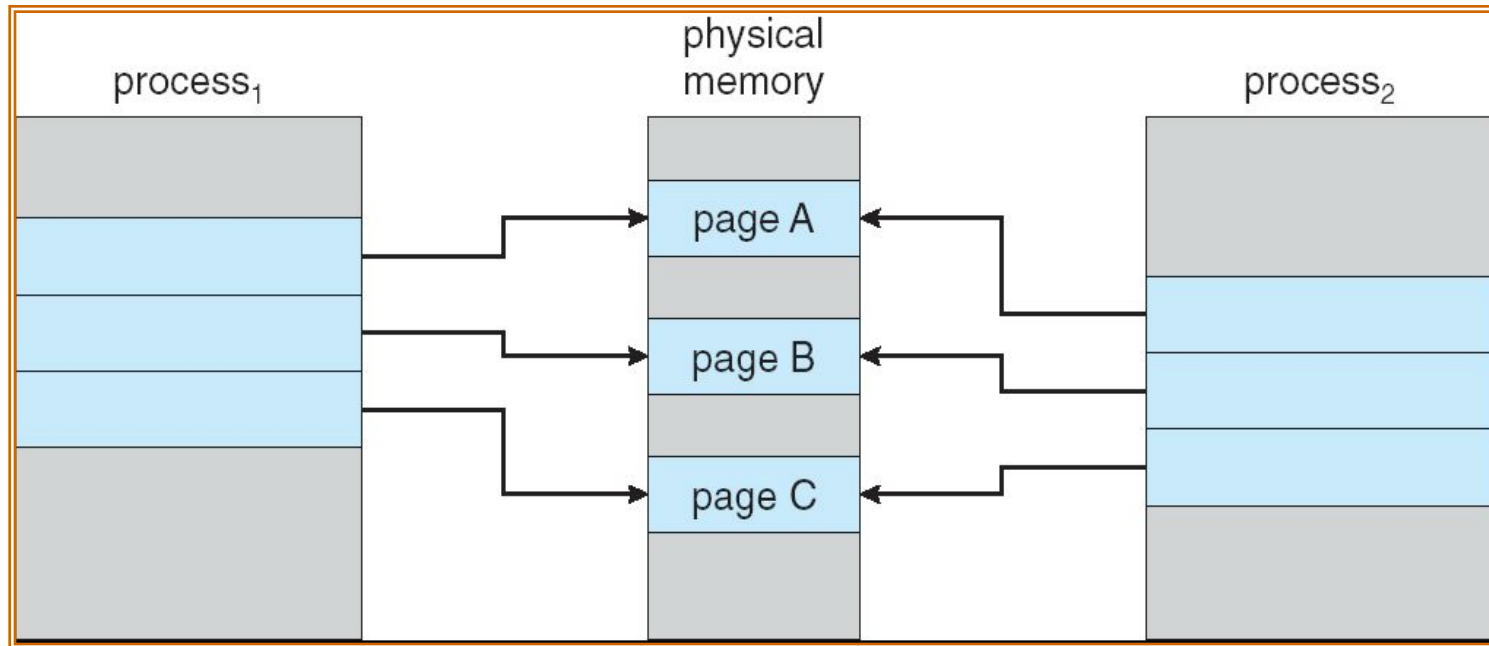 physical
memory
process₁
process₂
page A
page B
page C